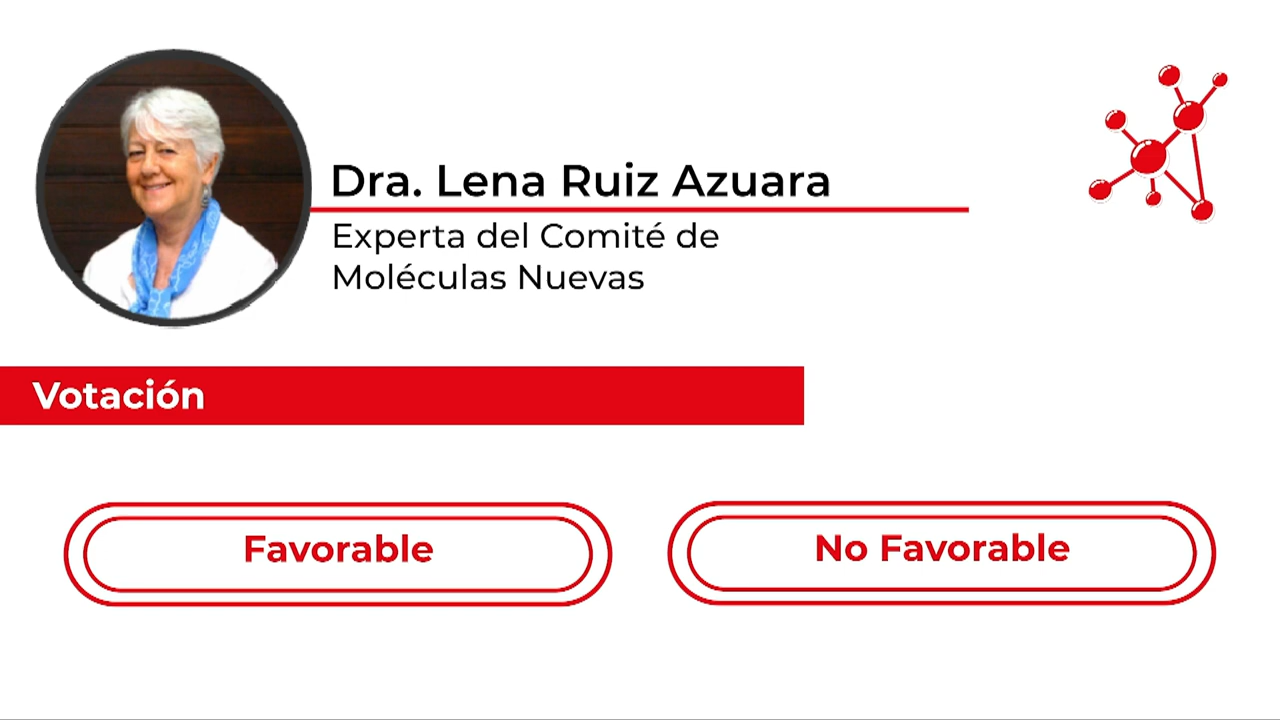 Dra. Lena Ruiz Azuara
Experta del Comité de
Moléculas Nuevas
Votación
Favorable
No Favorable